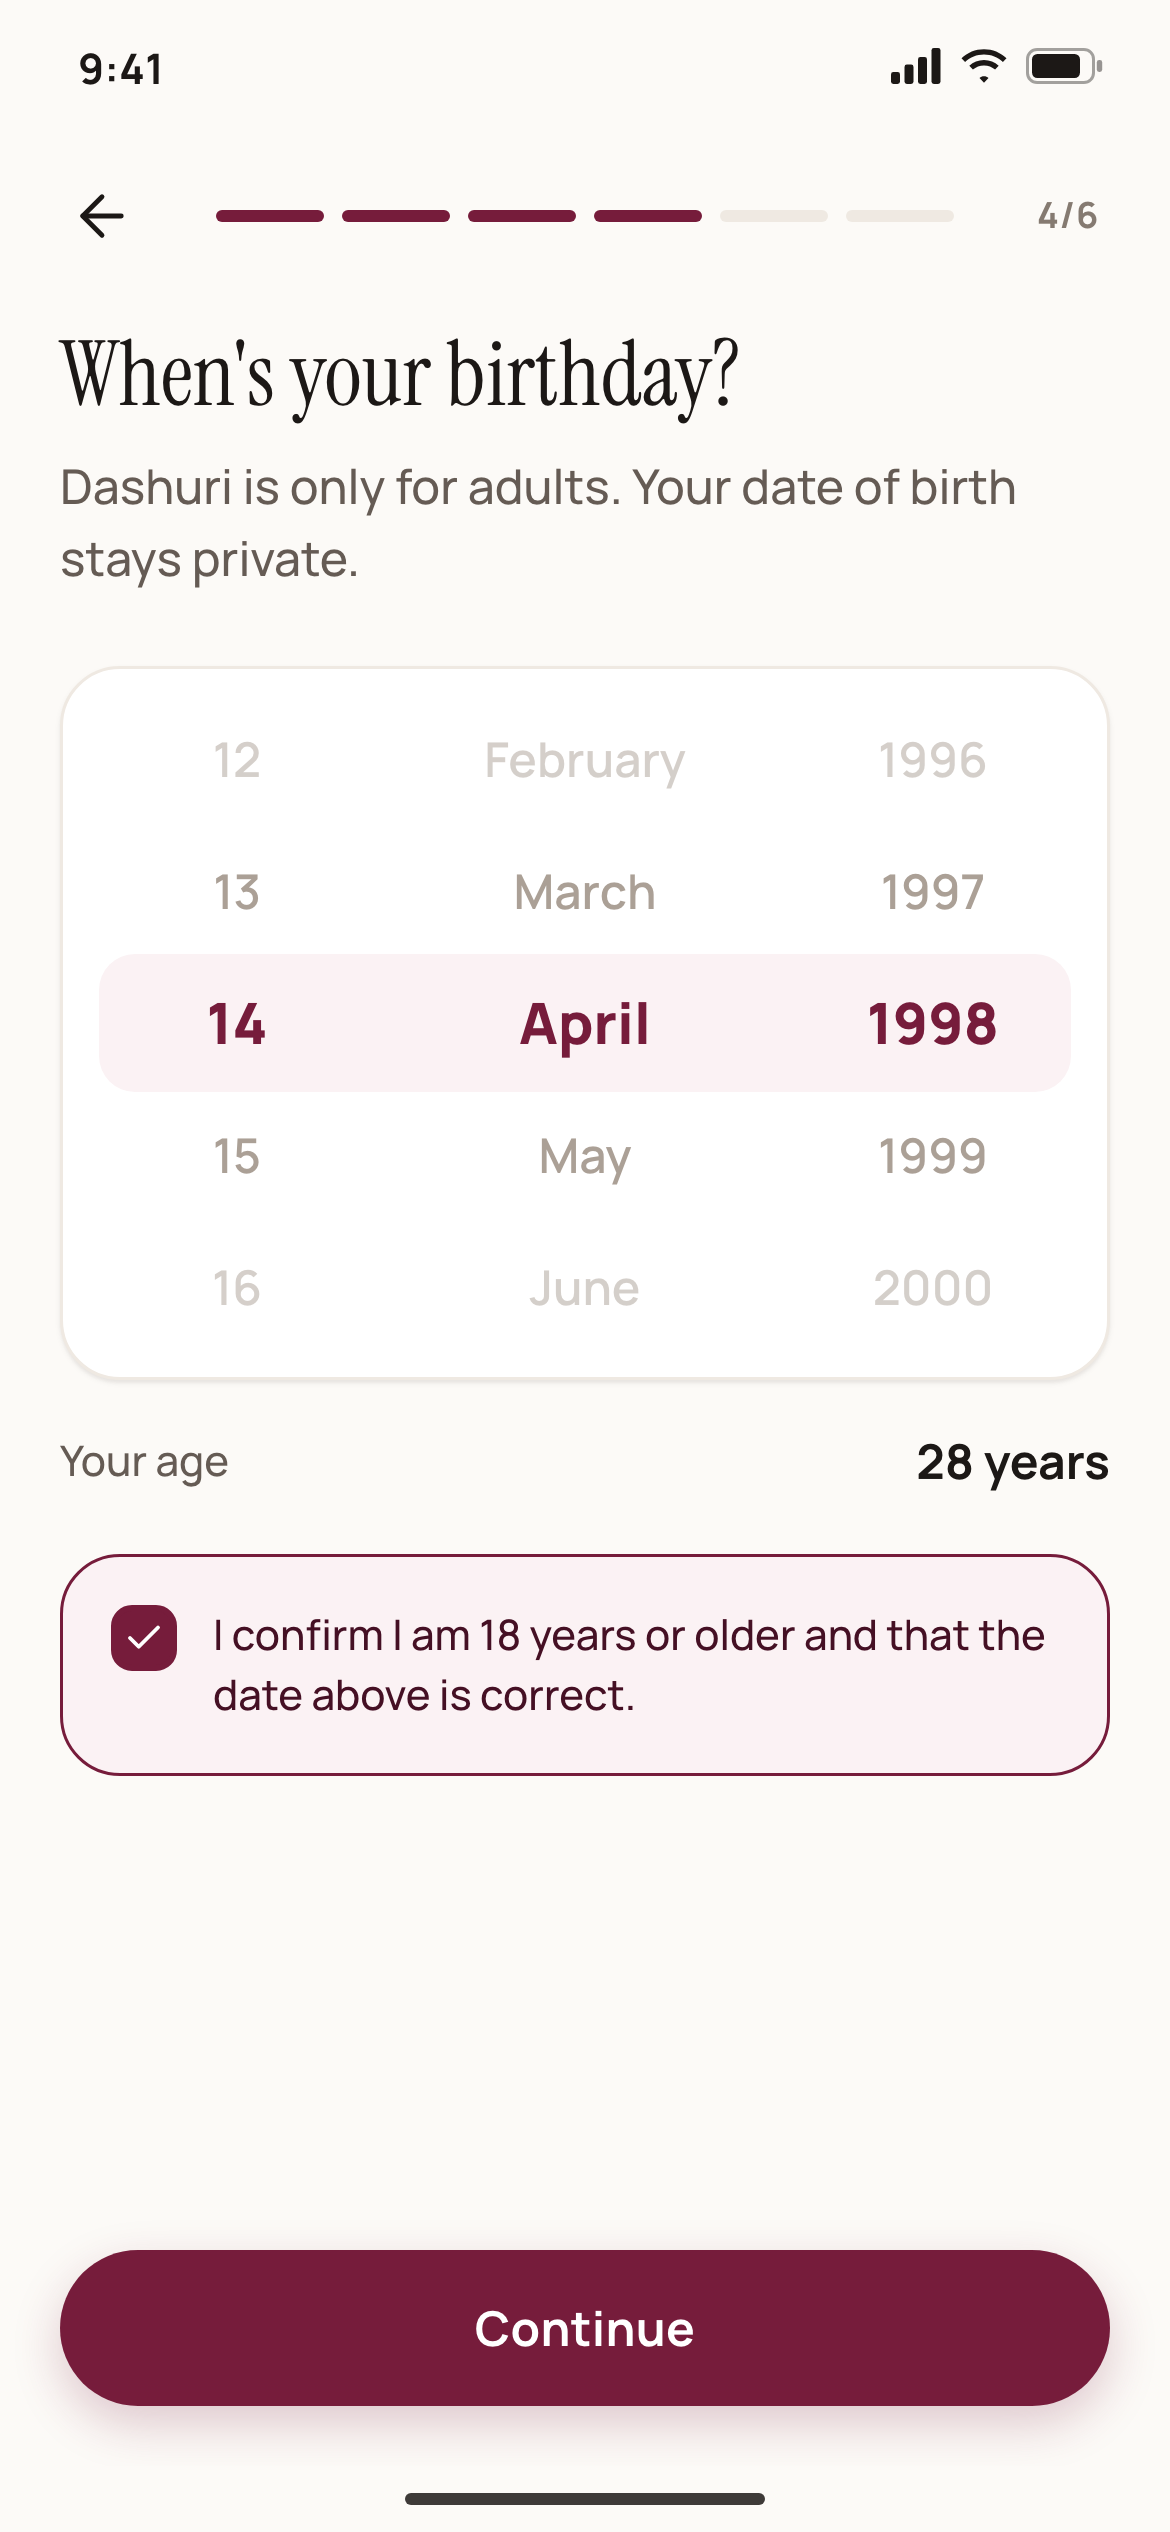 9:41
4/6
When's your birthday?
Dashuri is only for adults. Your date of birth
stays private.
12 February 1996
13 March 1997
14 April 1998
15 May 1999
16 June 2000
Your age 28 years
I confirm I am 18 years or older and that the
date above is correct.
Continue